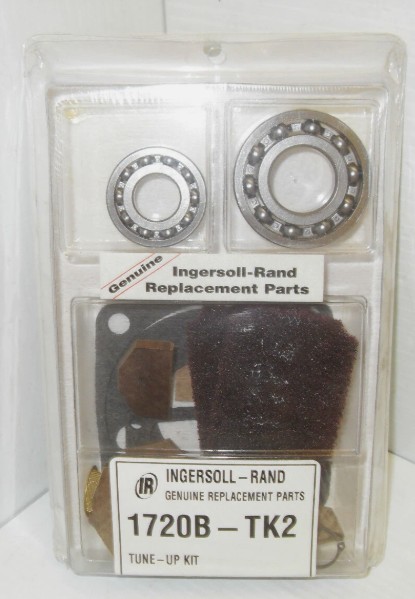 Genuine
Ingersoll-Rand
Replacement Parts
IR INGERSOLL-RAND
GENUINE REPLACEMENT PARTS
1720B-TK2
TUNE-UP KIT